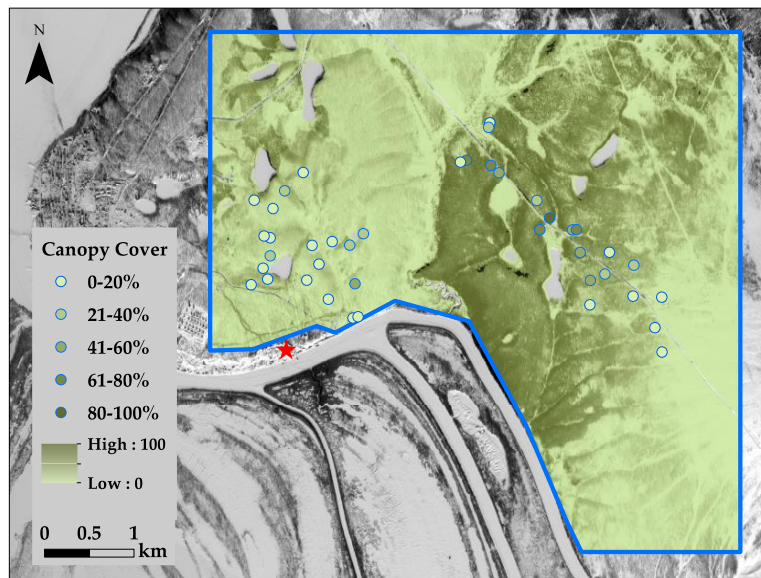 N
Canopy Cover
0-20%
21-40%
41-60%
61-80%
80-100%
High : 100
Low : 0
0 0.5 1
km